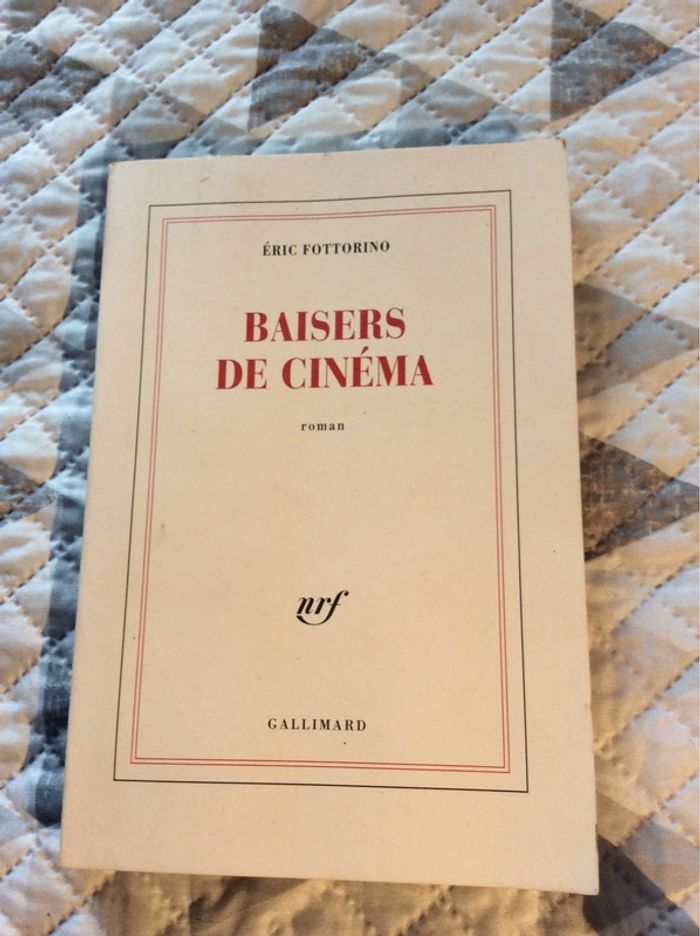 ÉRIC FOTTORINO
BAISERS
DE CINÉMA
roman
nrf
GALLIMARD